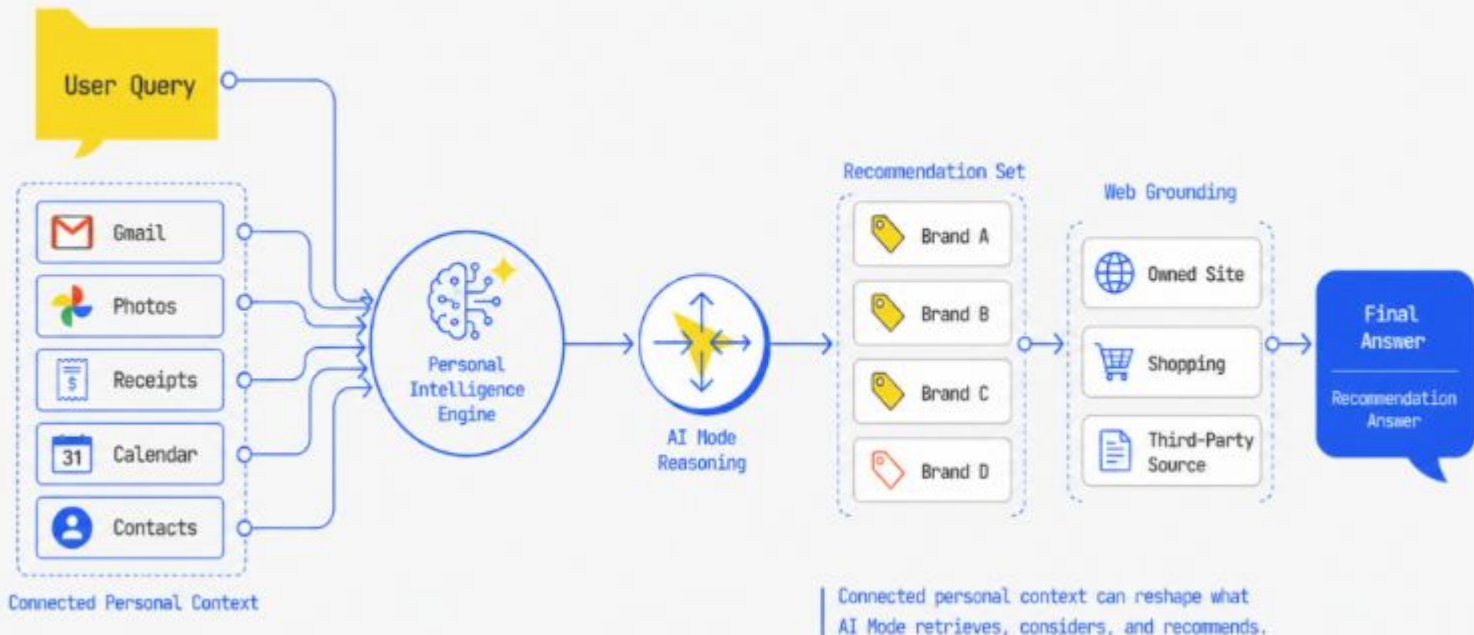 User Query
Gmail
Photos
$
Receipts
31
Calendar
Contacts
Connected Personal Context
Personal
Intelligence
Engine
AI Mode
Reasoning
Recommendation Set
Brand A
Brand B
Brand C
Brand D
Web Grounding
Owned Site
Shopping
Third-Party
Source
Final
Answer
Recommendation
Answer
Connected personal context can reshape what
AI Mode retrieves, considers, and recommends.